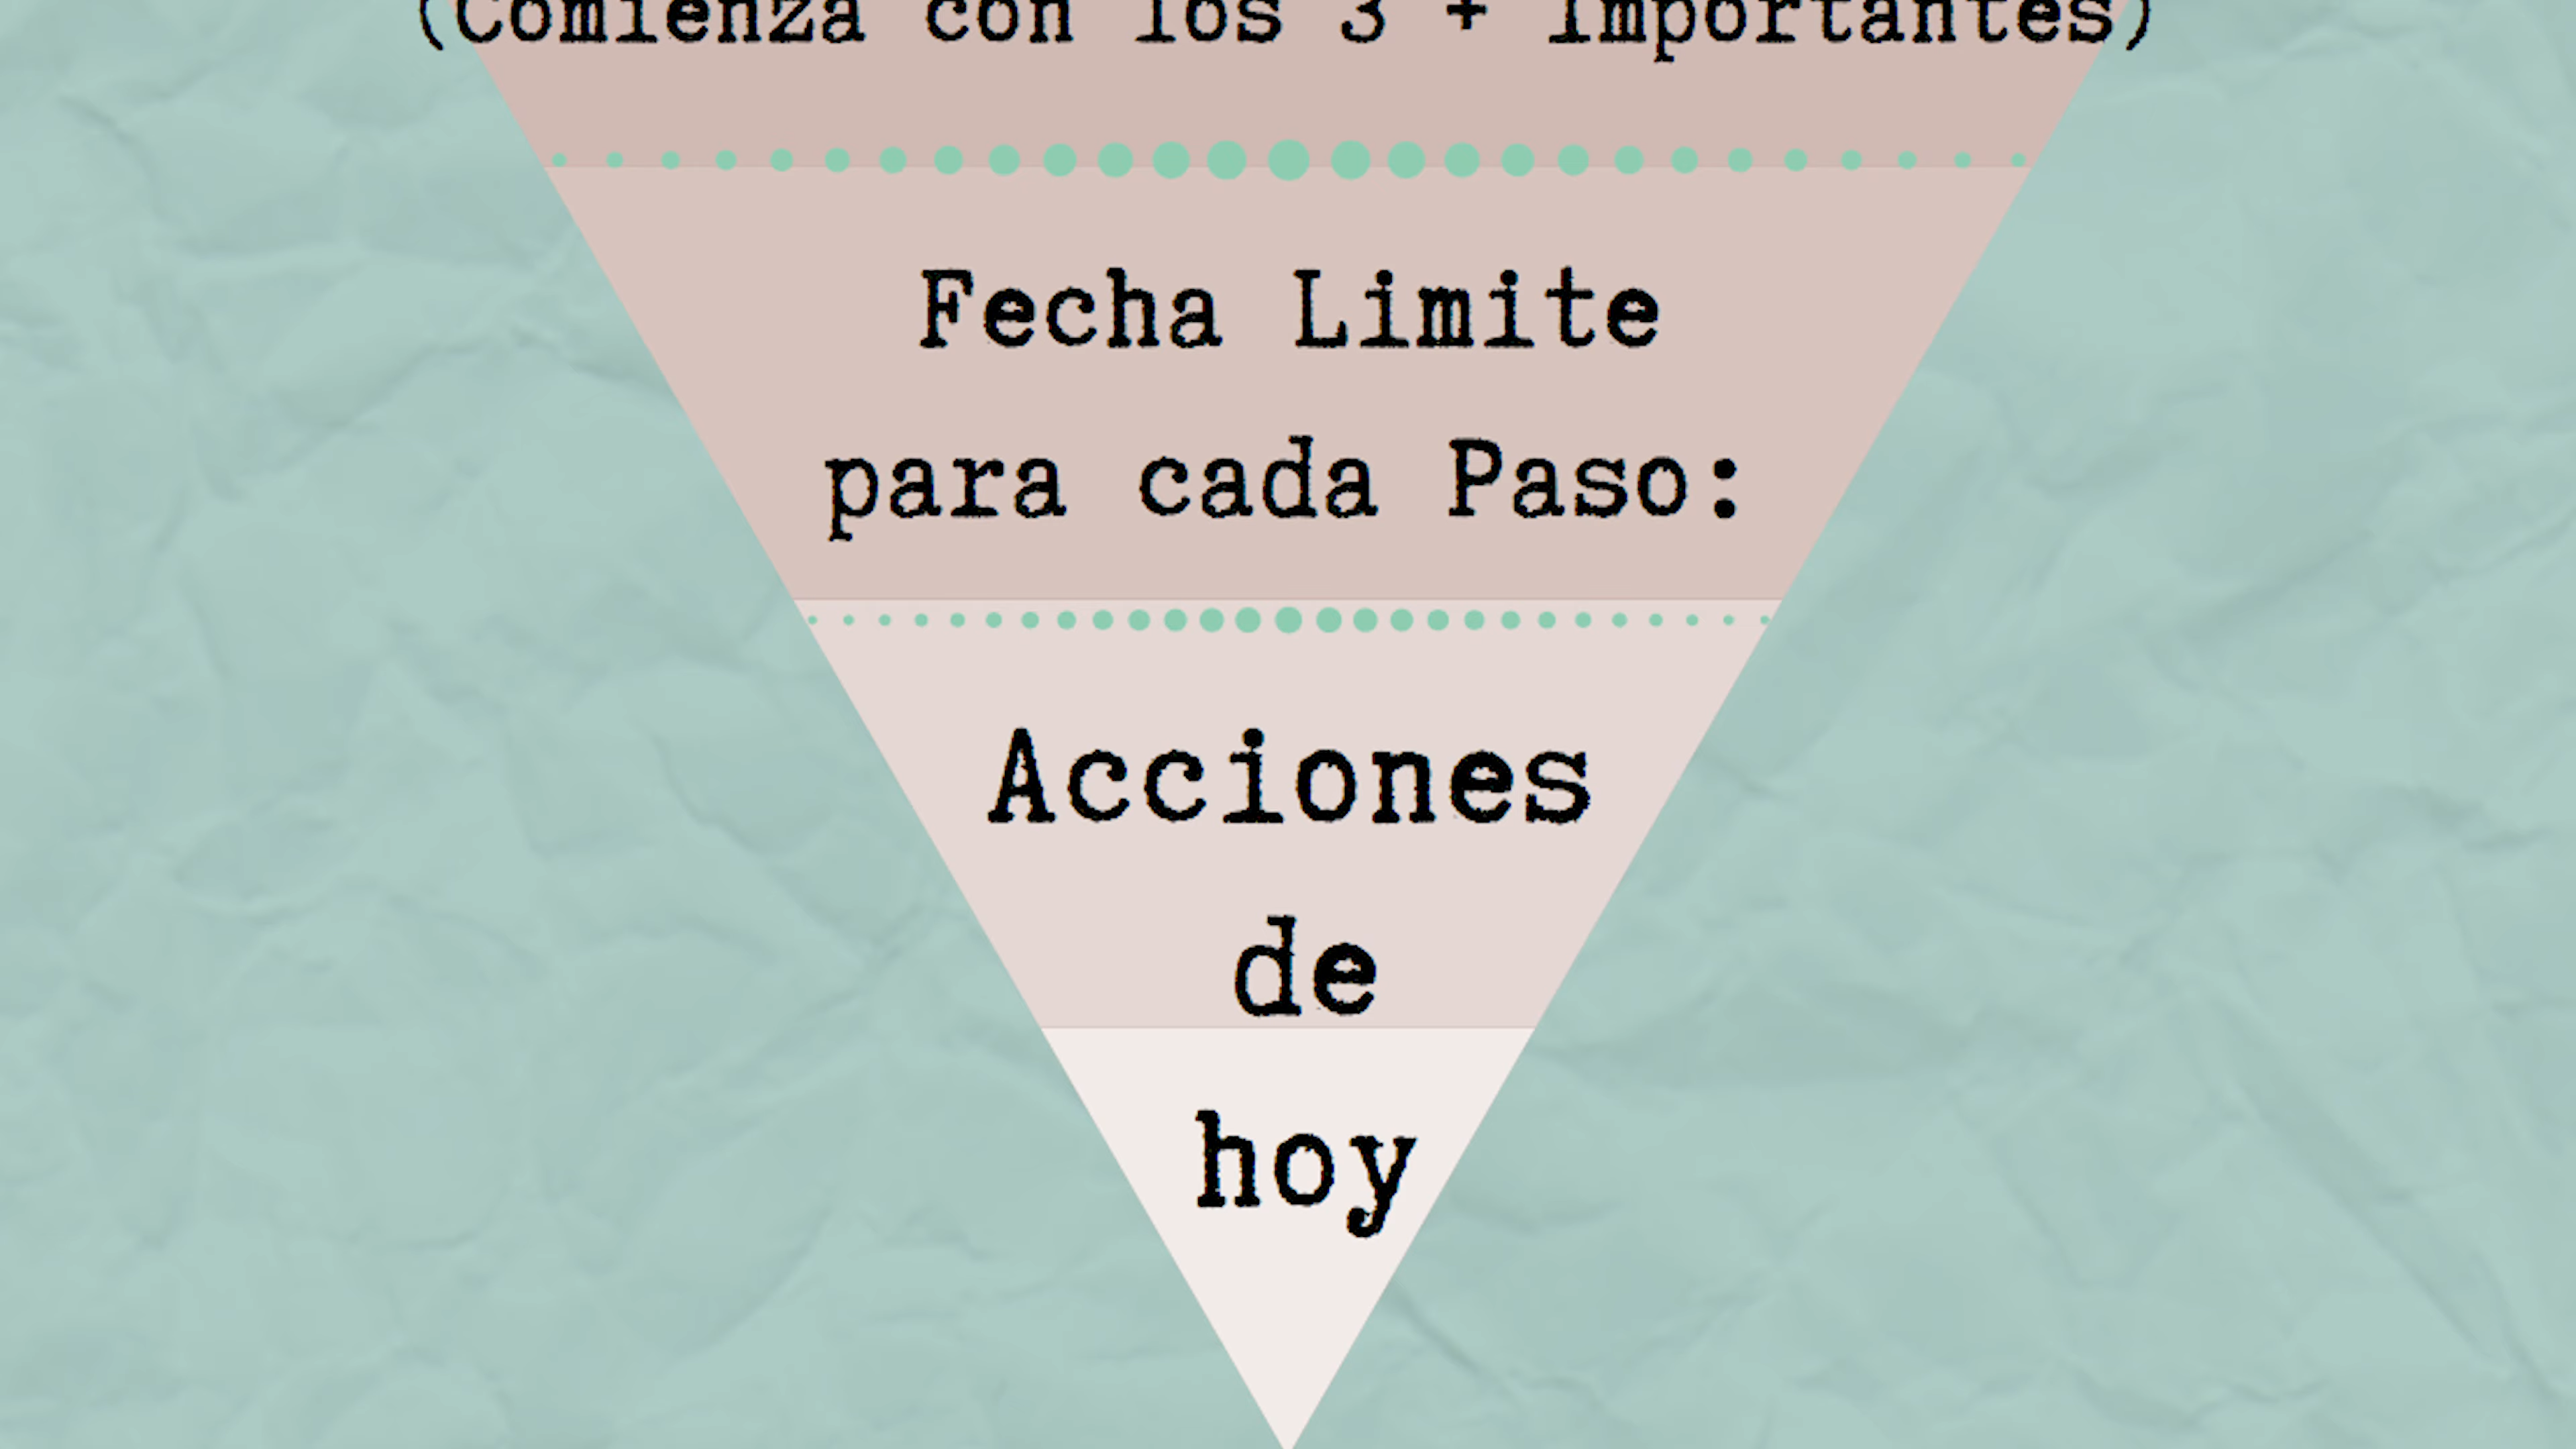 (Comienza con los 3 + Importantes)
Fecha Limite
para cada Paso:
Acciones
de
hoy